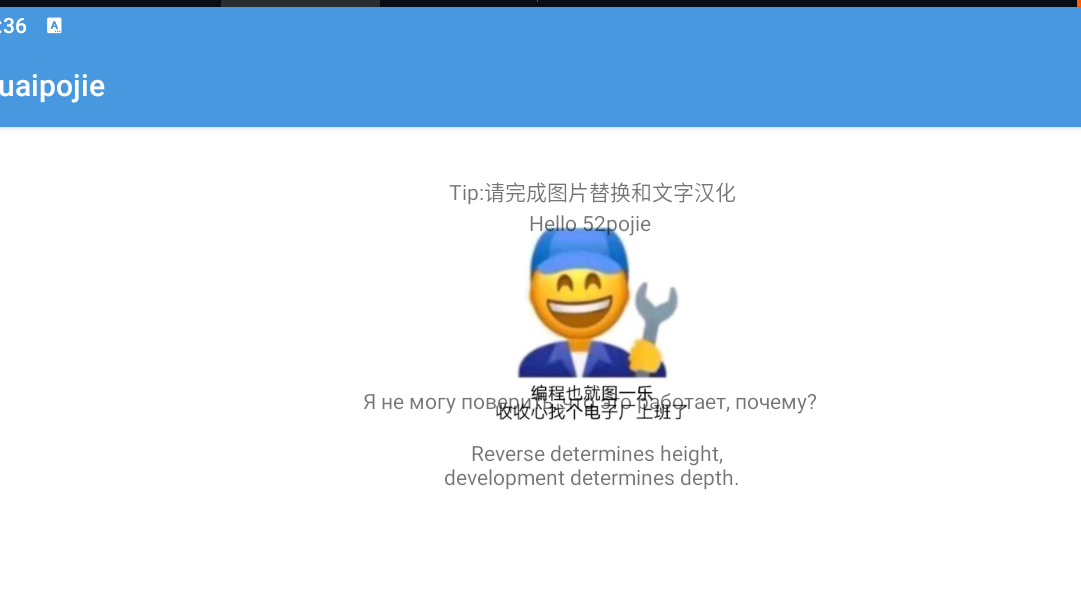 :36 A
uaipojie
Tip:请完成图片替换和文字汉化
Hello 52pojie
编程也就图一乐
Я не могу поверить, что это работает, почему?
收收心找个电子厂上班了
Reverse determines height,
development determines depth.